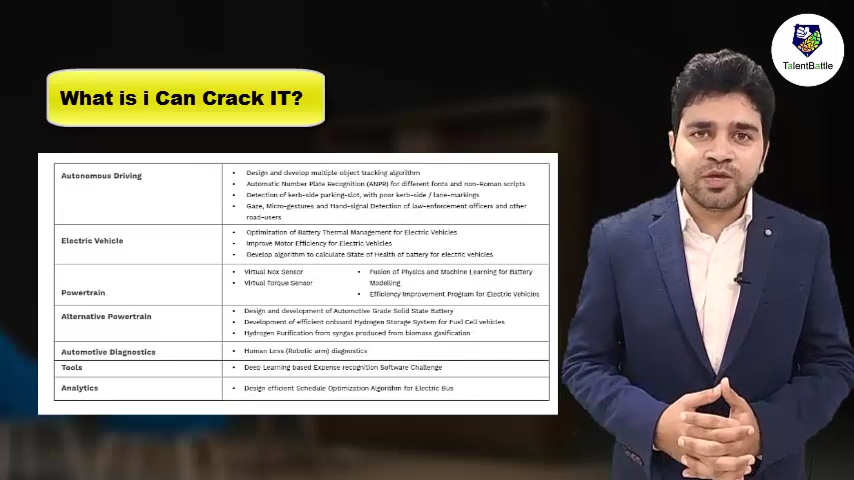 TalentBattle
What is i Can Crack IT?
Autonomous Driving
• Design and develop multiple object tracking algorithm
• Automatic Number Plate Recognition (ANPR) for different fonts and non-Roman scripts
• Detection of kerb-side parking-slot, with poor kerb-side / lane-markings
• Gaze, Micro-gestures and Hand-signal Detection of law-enforcement officers and other
road-users
Electric Vehicle
• Optimization of Battery Thermal Management for Electric Vehicles
• Improve Motor Efficiency for Electric Vehicles
• Develop algorithm to calculate State of Health of battery for electric vehicles
Powertrain
• Virtual Nox Sensor
• Virtual Torque Sensor
• Fusion of Physics and Machine Learning for Battery
Modelling
• Efficiency Improvement Program for Electric Vehicles
Alternative Powertrain
• Design and development of Automotive Grade Solid State Battery
• Development of efficient onboard Hydrogen Storage System for Fuel Cell vehicles
• Hydrogen Purification from syngas produced from biomass gasification
Automotive Diagnostics
• Human Less (Robotic arm) diagnostics
Tools
• Deep Learning based Expense recognition Software Challenge
Analytics
• Design efficient Schedule Optimization Algorithm for Electric Bus